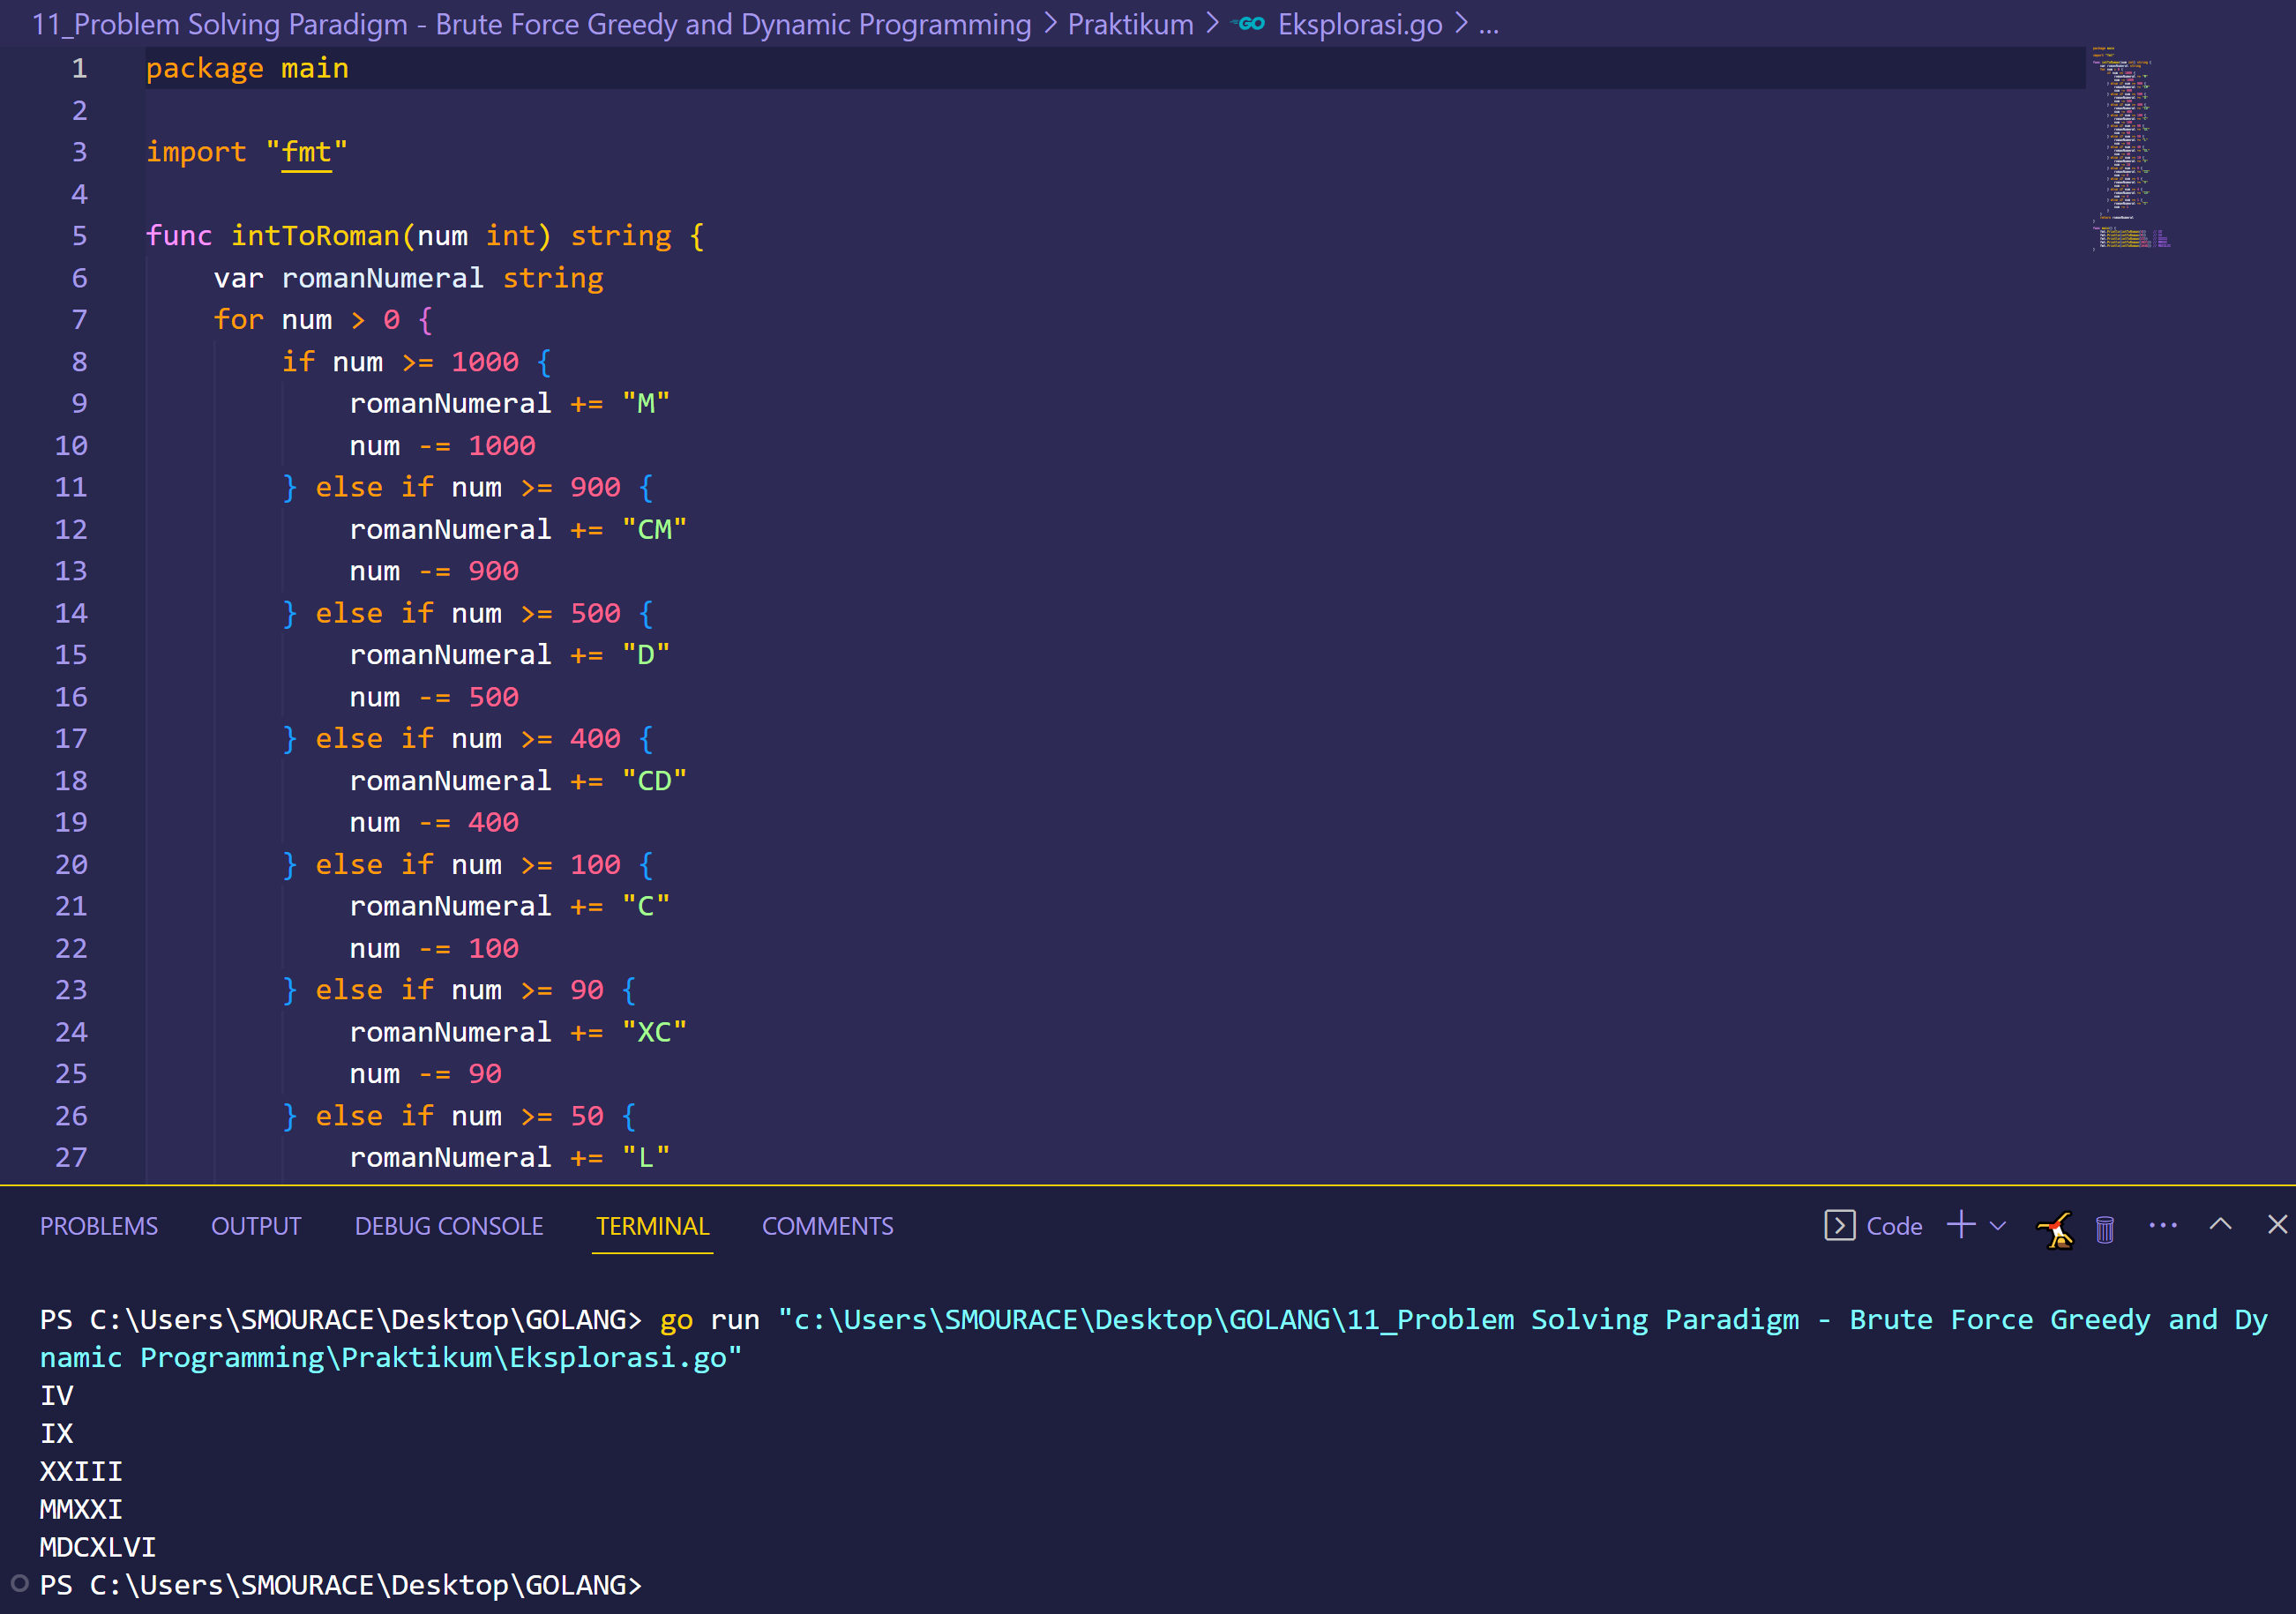 11_Problem Solving Paradigm - Brute Force Greedy and Dynamic Programming > Praktikum > GO Eksplorasi.go > ...
1 package main
2
3 import "fmt"
4
5 func intToRoman(num int) string {
6 var romanNumeral string
7 for num > 0 {
8 if num >= 1000 {
9 romanNumeral += "M"
10 num -= 1000
11 } else if num >= 900 {
12 romanNumeral += "CM"
13 num -= 900
14 } else if num >= 500 {
15 romanNumeral += "D"
16 num -= 500
17 } else if num >= 400 {
18 romanNumeral += "CD"
19 num -= 400
20 } else if num >= 100 {
21 romanNumeral += "C"
22 num -= 100
23 } else if num >= 90 {
24 romanNumeral += "XC"
25 num -= 90
26 } else if num >= 50 {
27 romanNumeral += "L"
PROBLEMS OUTPUT DEBUG CONSOLE TERMINAL COMMENTS Code
PS C:\Users\SMOURACE\Desktop\GOLANG> go run "c:\Users\SMOURACE\Desktop\GOLANG\11_Problem Solving Paradigm - Brute Force Greedy and Dy
namic Programming\Praktikum\Eksplorasi.go"
IV
IX
XXIII
MMXXI
MDCXLVI
PS C:\Users\SMOURACE\Desktop\GOLANG>